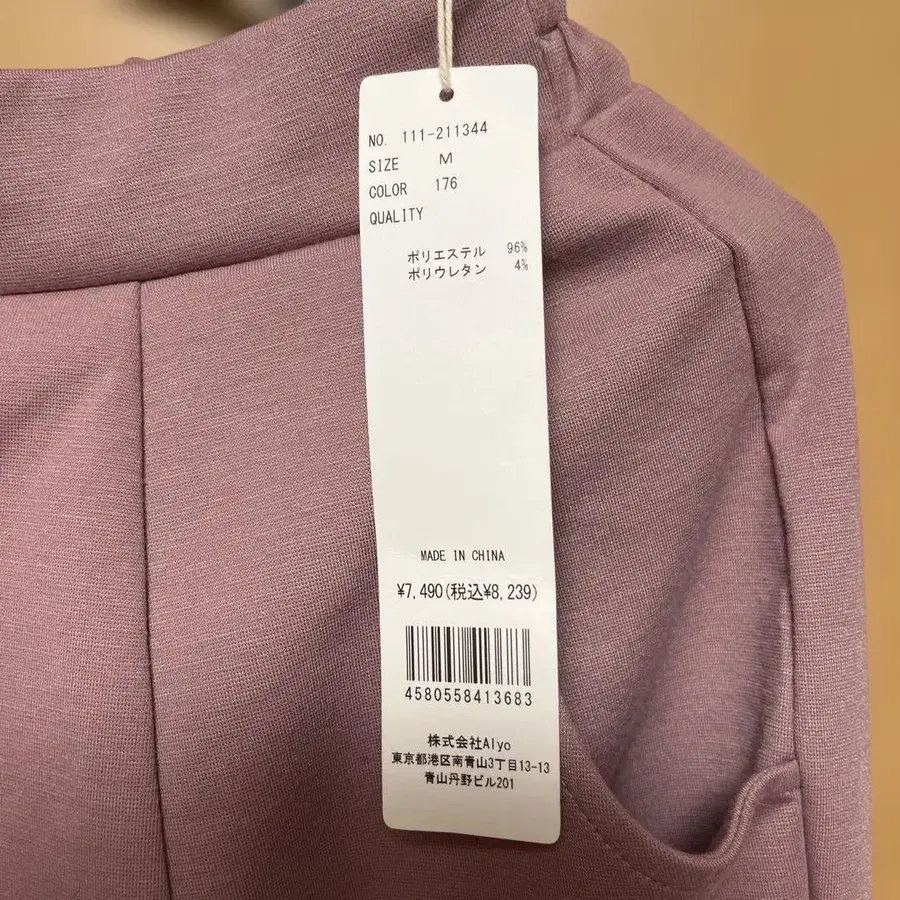 NO. 111-211344
SIZE M
COLOR 176
QUALITY
ポリエステル 96%
ポリウレタン 4%
MADE IN CHINA
¥7,490(税込¥8,239)
4580558413683
株式会社Alyo
東京都港区南青山3丁目13-13
青山丹野ビル201